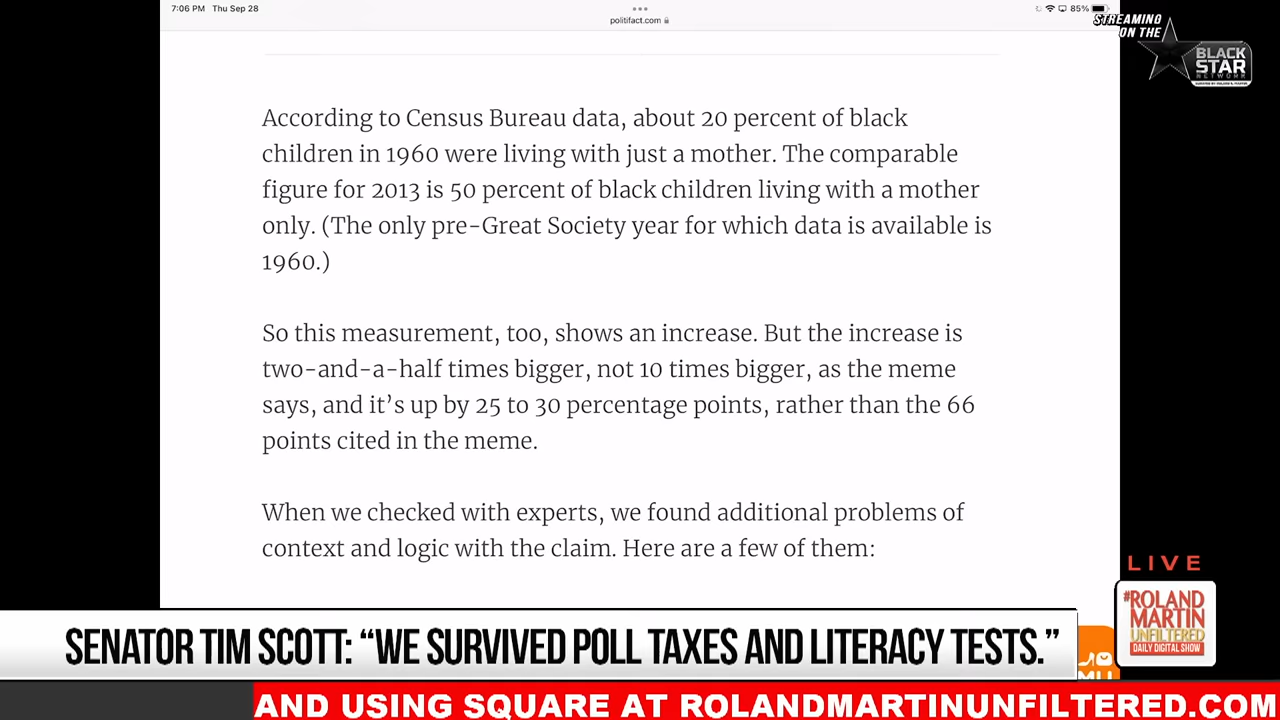 7:06 PM Thu Sep 28
85%
politifact.com
STREAMING
ON THE
BLACK
STAR
NETWORK
According to Census Bureau data, about 20 percent of black
children in 1960 were living with just a mother. The comparable
figure for 2013 is 50 percent of black children living with a mother
only. (The only pre-Great Society year for which data is available is
1960.)
So this measurement, too, shows an increase. But the increase is
two-and-a-half times bigger, not 10 times bigger, as the meme
says, and it’s up by 25 to 30 percentage points, rather than the 66
points cited in the meme.
When we checked with experts, we found additional problems of
context and logic with the claim. Here are a few of them:
LIVE
#ROLAND
MARTIN
UNFILTERED
DAILY DIGITAL SHOW
SENATOR TIM SCOTT: “WE SURVIVED POLL TAXES AND LITERACY TESTS.”
AND USING SQUARE AT ROLANDMARTINUNFILTERED.COM